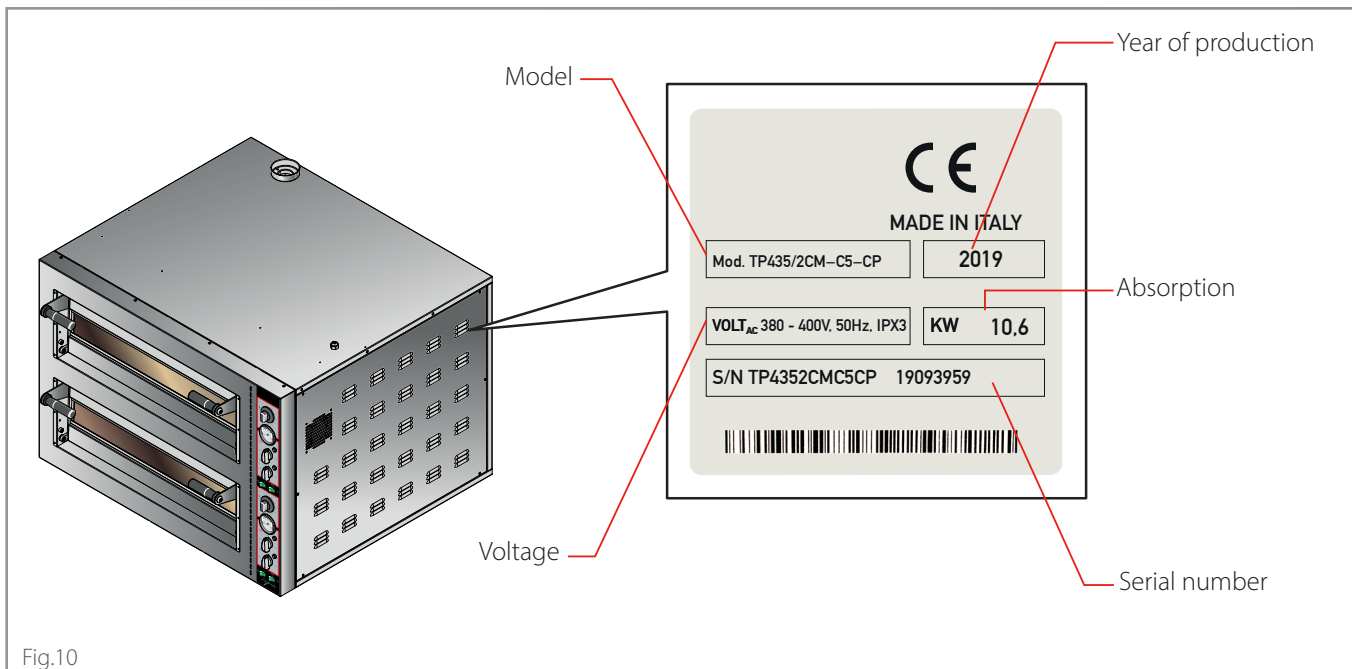 Year of production
Model
CE
MADE IN ITALY
Mod. TP435/2CM–C5–CP
2019
Absorption
VOLTAC 380 - 400V, 50Hz, IPX3
KW 10,6
S/N TP4352CMC5CP 19093959
Voltage
Serial number
Fig.10